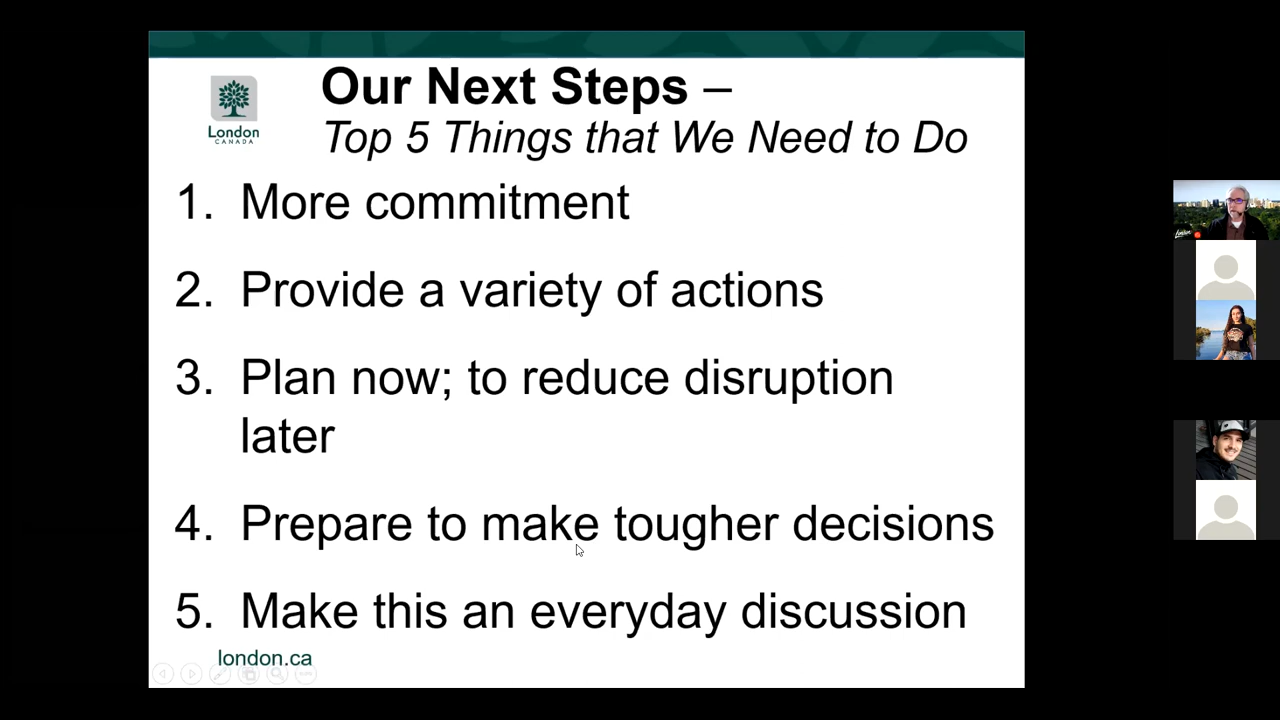 Our Next Steps –
Top 5 Things that We Need to Do
London
CANADA
1. More commitment
2. Provide a variety of actions
3. Plan now; to reduce disruption
later
4. Prepare to make tougher decisions
5. Make this an everyday discussion
london.ca
London